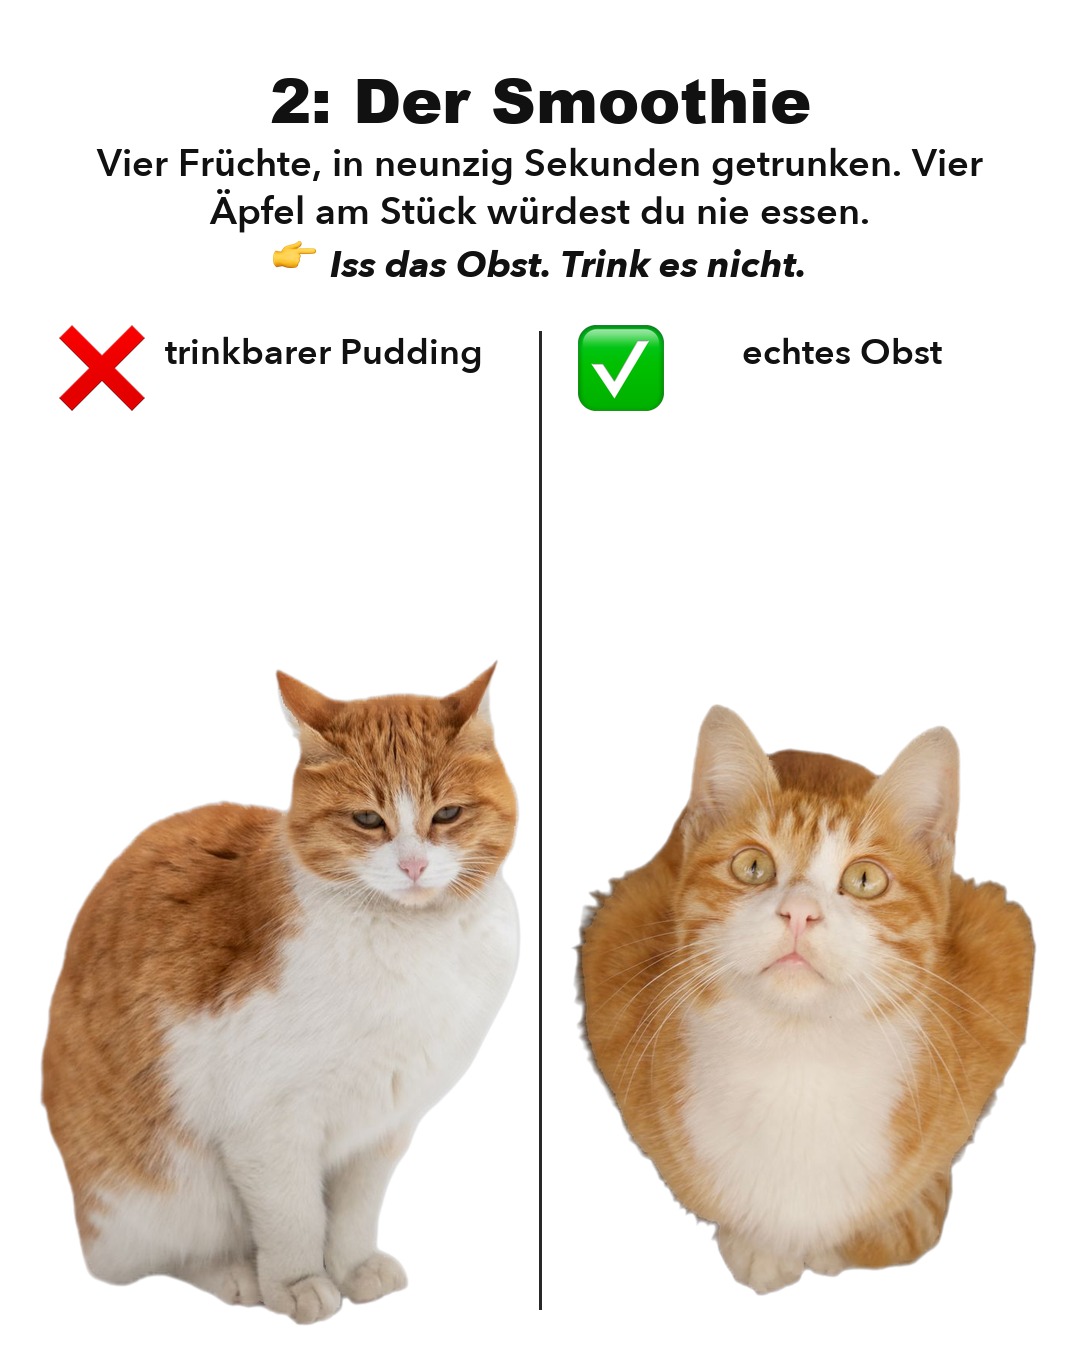 2: Der Smoothie
Vier Früchte, in neunzig Sekunden getrunken. Vier
Äpfel am Stück würdest du nie essen.
👉 Iss das Obst. Trink es nicht.
❌ trinkbarer Pudding
✅ echtes Obst